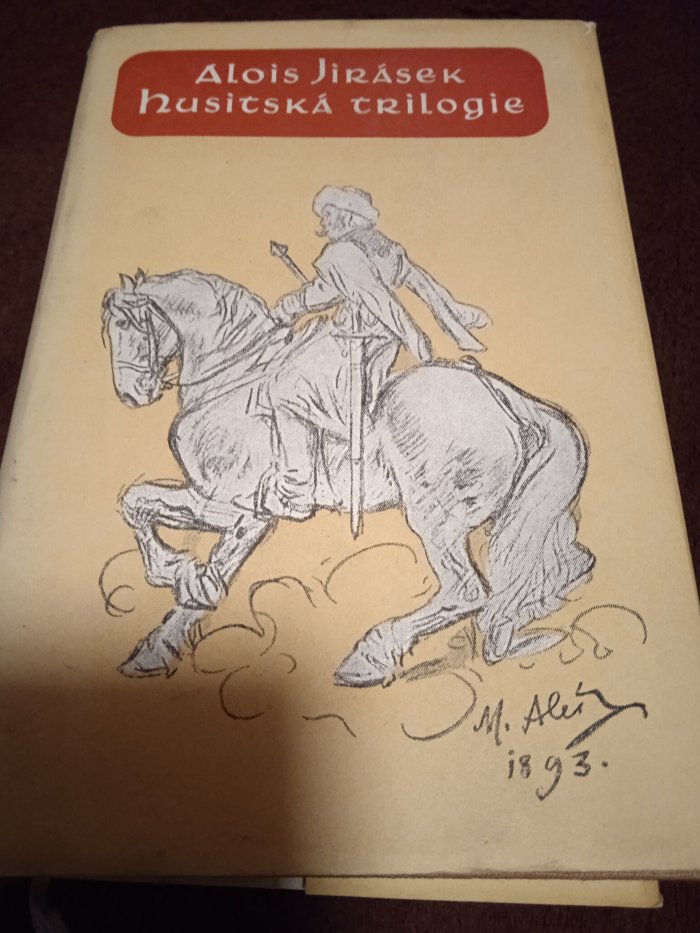 Alois Jirásek
husitská trilogie
M. Aleš
1893.